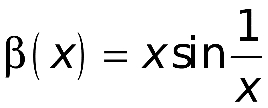 β(x) = x sin 1/x